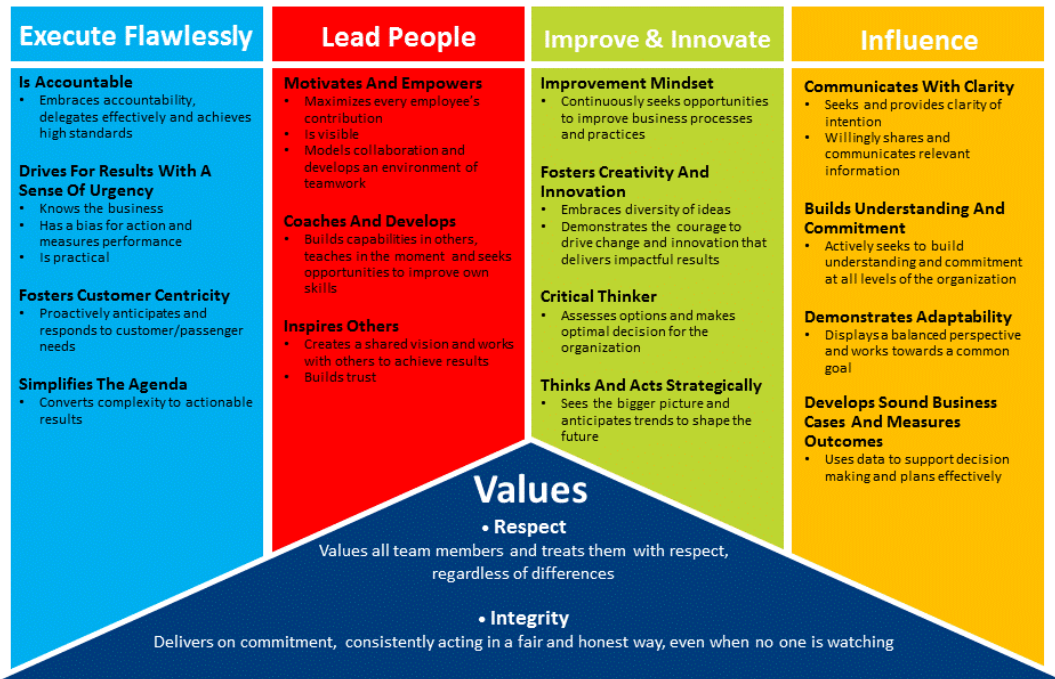 Execute Flawlessly
Is Accountable
• Embraces accountability,
delegates effectively and achieves
high standards
Drives For Results With A
Sense Of Urgency
• Knows the business
• Has a bias for action and
measures performance
• Is practical
Fosters Customer Centricity
• Proactively anticipates and
responds to customer/passenger
needs
Simplifies The Agenda
• Converts complexity to actionable
results
Lead People
Motivates And Empowers
• Maximizes every employee's
contribution
• is visible
• Models collaboration and
develops an environment of
teamwork
Coaches And Develops
• Builds capabilities in others,
teaches in the moment and seeks
opportunities to improve own
skills
Inspires Others
• Creates a shared vision and works
with others to achieve results
• Builds trust
Improve & Innovate
Improvement Mindset
• Continuously seeks opportunities
to improve business processes
and practices
Fosters Creativity And
Innovation
• Embraces diversity of ideas
• Demonstrates the courage to
drive change and innovation that
delivers impactful results
Critical Thinker
• Assesses options and makes
optimal decision for the
organization
Thinks And Acts Strategically
• Sees the bigger picture and
anticipates trends to shape the
future
Influence
Communicates With Clarity
• Seeks and provides clarity of
intention
• Willingly shares and
communicates relevant
information
Builds Understanding And
Commitment
• Actively seeks to build
understanding and commitment
at all levels of the organization
Demonstrates Adaptability
• Displays a balanced perspective
and works towards a common
goal
Develops Sound Business
Cases And Measures
Outcomes
• Uses data to support decision
making and plans effectively
Values
• Respect
Values all team members and treats them with respect,
regardless of differences
• Integrity
Delivers on commitment, consistently acting in a fair and honest way, even when no one is watching